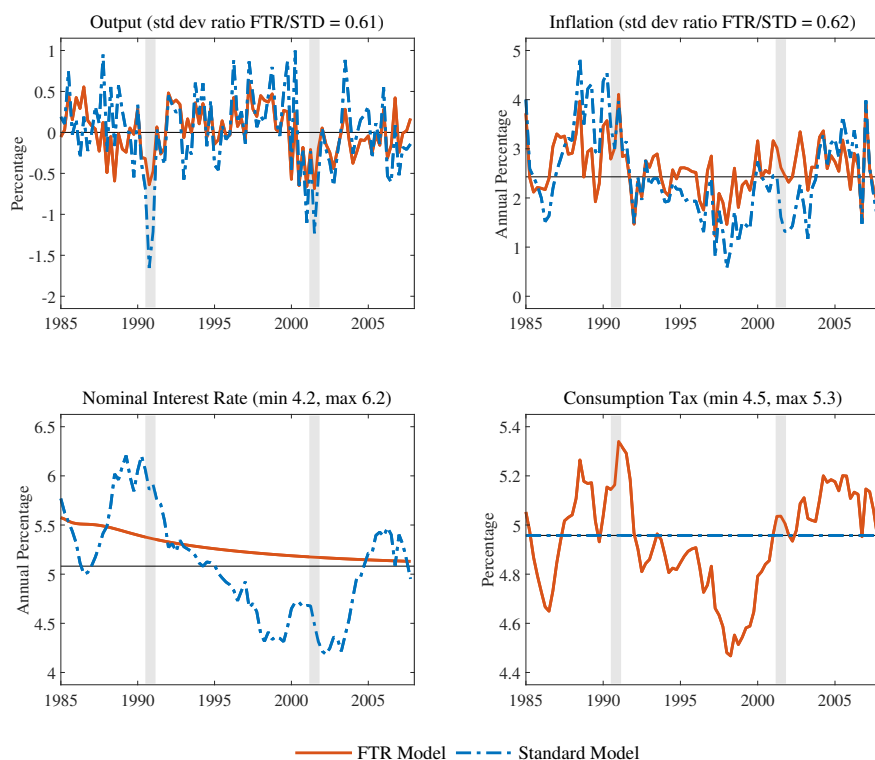 Output (std dev ratio FTR/STD = 0.61)
Percentage
1
0.5
0
-0.5
-1
-1.5
-2
1985 1990 1995 2000 2005
Inflation (std dev ratio FTR/STD = 0.62)
Annual Percentage
5
4
3
2
1
0
1985 1990 1995 2000 2005
Nominal Interest Rate (min 4.2, max 6.2)
Annual Percentage
6.5
6
5.5
5
4.5
4
1985 1990 1995 2000 2005
Consumption Tax (min 4.5, max 5.3)
Percentage
5.4
5.2
5
4.8
4.6
4.4
1985 1990 1995 2000 2005
FTR Model Standard Model